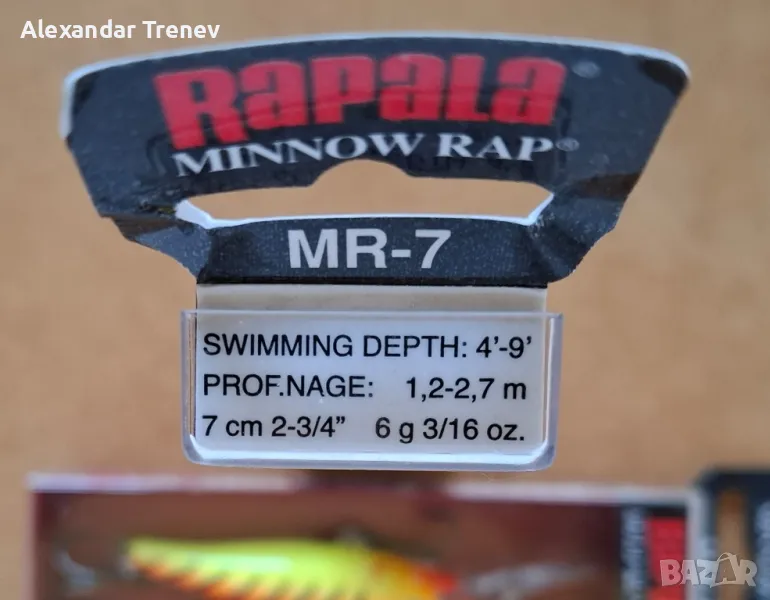 Alexandar Trenev
RAPALA®
MINNOW RAP®
MR-7
SWIMMING DEPTH: 4'-9'
PROF.NAGE: 1,2-2,7 m
7 cm 2-3/4" 6 g 3/16 oz.
BAZAR